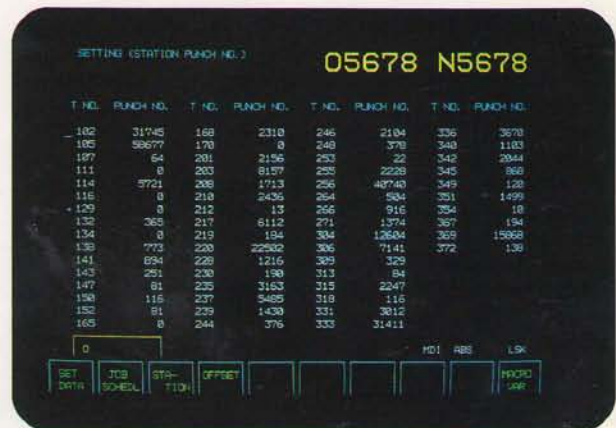 SETTING (STATION PUNCH NO.)
O5678 N5678
T NO. PUNCH NO. T NO. PUNCH NO. T NO. PUNCH NO. T NO. PUNCH NO.
102 31745 168 2310 246 2104 336 3670
105 58677 170 0 248 378 340 1103
107 64 201 2156 253 22 342 2044
111 0 203 8157 255 2228 345 868
114 5721 208 1713 256 40740 349 120
116 0 210 2436 264 504 351 1499
129 0 212 13 266 916 354 10
132 365 217 6112 271 1374 367 194
134 0 219 184 304 12604 369 15868
138 773 220 22502 306 7141 372 138
141 894 228 1216 309 329
143 251 230 190 313 84
147 81 235 3163 315 2247
150 116 237 5485 318 116
152 81 239 1430 331 3012
165 0 244 376 333 31411
0
MDI ABS LSK
SET DATA JOB SCHEDL STA-TION OFFSET MACRO VAR